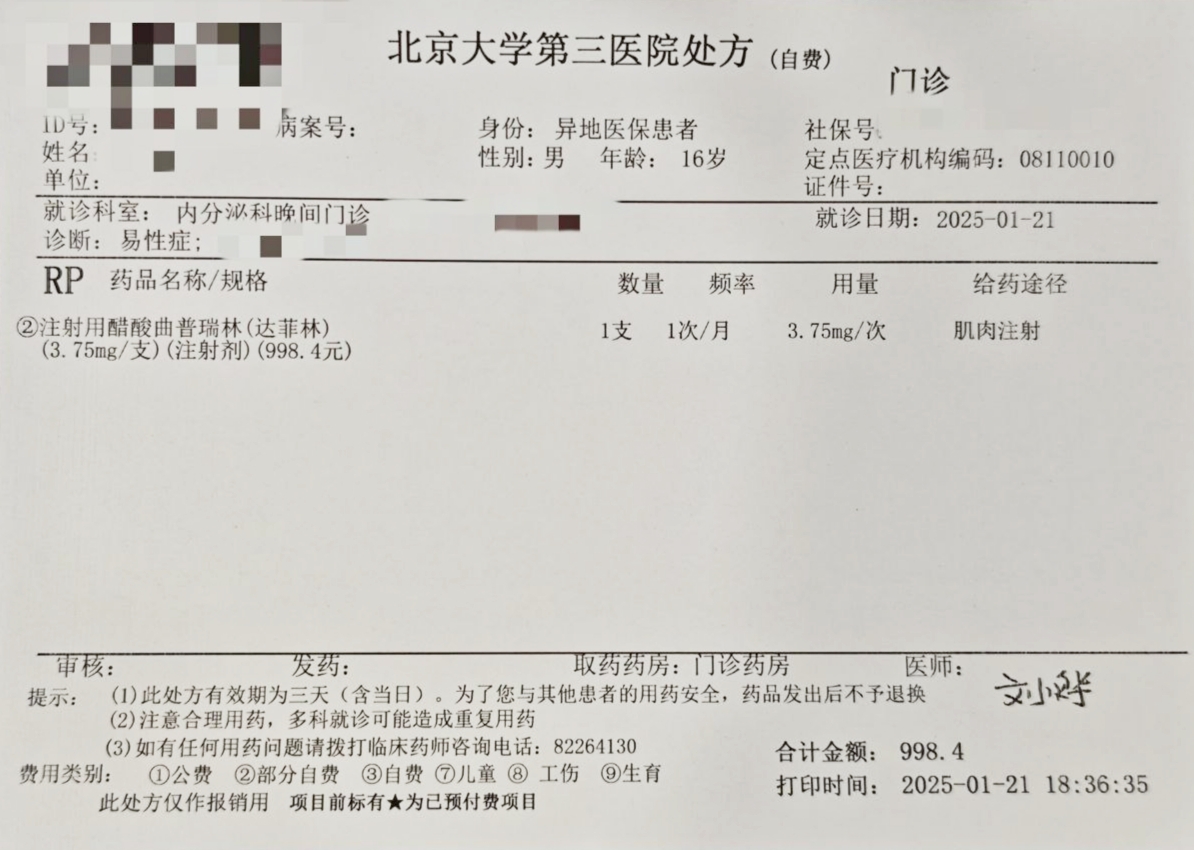 北京大学第三医院处方 (自费)
门诊
ID号: 病案号: 身份: 异地医保患者 社保号
姓名 性别: 男 年龄: 16岁 定点医疗机构编码: 08110010
单位: 证件号:
就诊科室: 内分泌科晚间门诊 就诊日期: 2025-01-21
诊断: 易性症;
RP 药品名称/规格 数量 频率 用量 给药途径
②注射用醋酸曲普瑞林(达菲林) 1支 1次/月 3.75mg/次 肌肉注射
(3.75mg/支)(注射剂)(998.4元)
审核: 发药: 取药药房: 门诊药房 医师:
提示: (1)此处方有效期为三天（含当日）。为了您与其他患者的用药安全，药品发出后不予退换
(2)注意合理用药，多科就诊可能造成重复用药
(3)如有任何用药问题请拨打临床药师咨询电话: 82264130
合计金额: 998.4
费用类别: ①公费 ②部分自费 ③自费 ⑦儿童 ⑧ 工伤 ⑨生育
打印时间: 2025-01-21 18:36:35
此处方仅作报销用 项目前标有★为已预付费项目